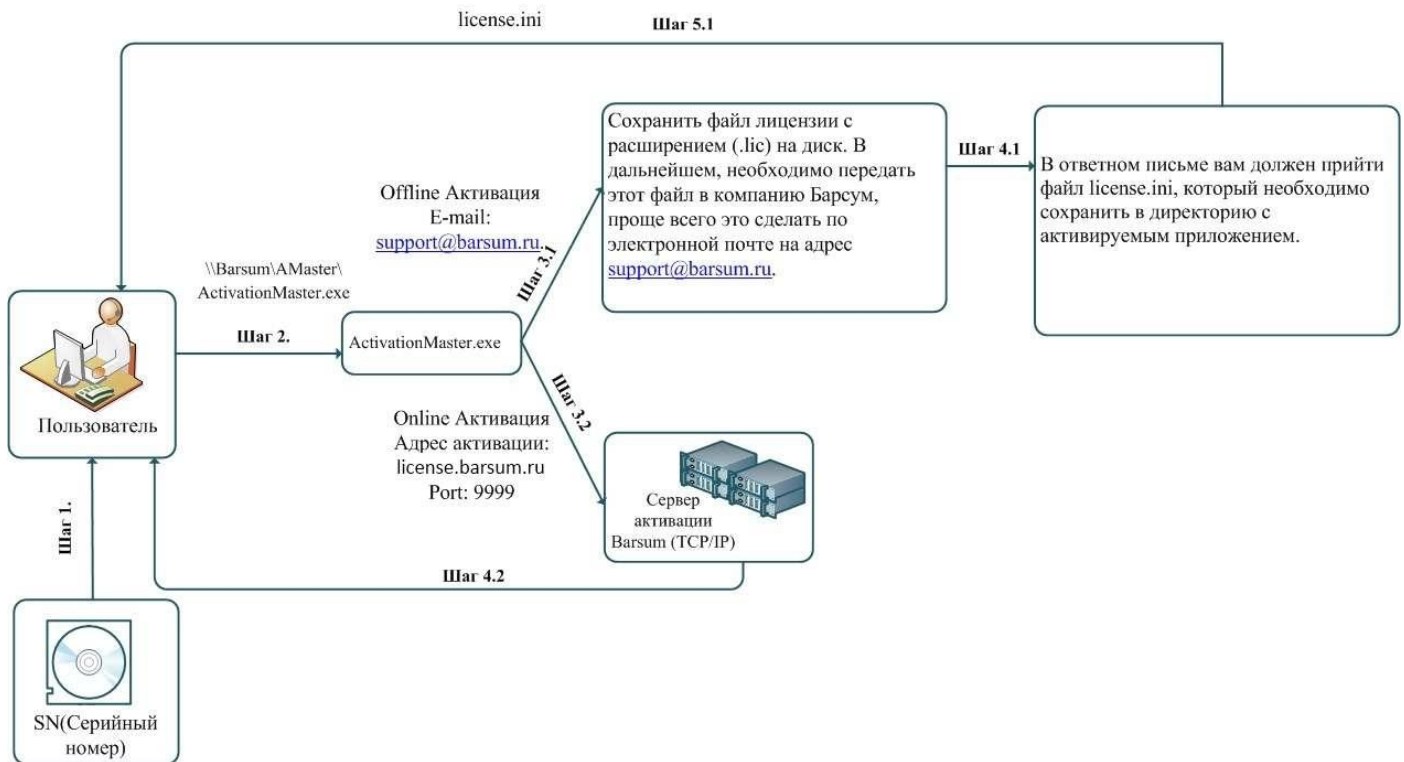 license.ini
Шаг 5.1
Сохранить файл лицензии с
расширением (.lic) на диск. В
дальнейшем, необходимо передать
этот файл в компанию Барсум,
проще всего это сделать по
электронной почте на адрес
support@barsum.ru.
Шаг 4.1
В ответном письме вам должен прийти
файл license.ini, который необходимо
сохранить в директорию с
активируемым приложением.
Offline Активация
E-mail:
support@barsum.ru.
Шаг 3.1
\\Barsum\AMaster\
ActivationMaster.exe
Шаг 2.
ActivationMaster.exe
Пользователь
Online Активация
Адрес активации:
license.barsum.ru
Port: 9999
Шаг 3.2
Сервер
активации
Barsum (TCP/IP)
Шаг 1.
Шаг 4.2
SN(Серийный
номер)